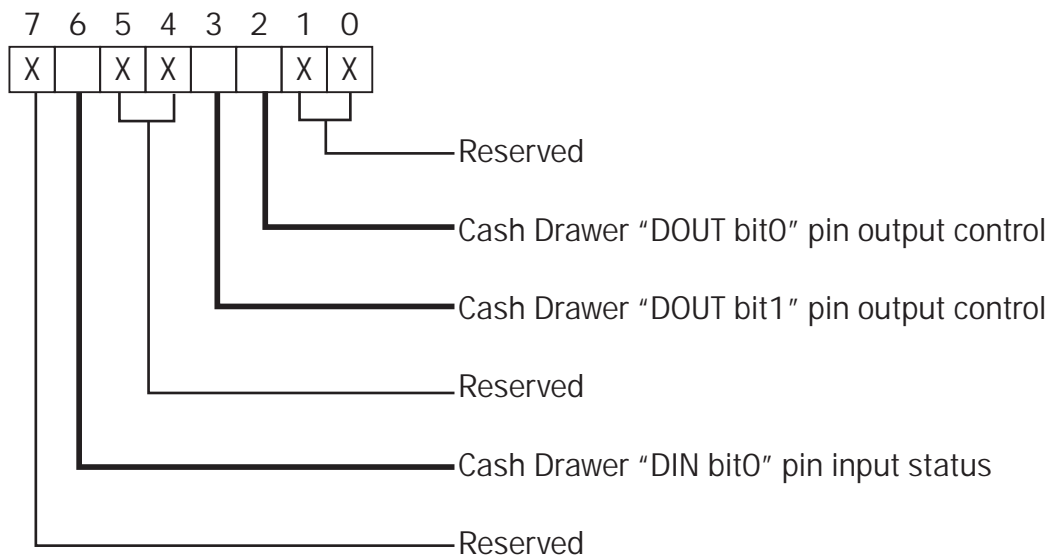 7 6 5 4 3 2 1 0
X X X X X
Reserved
Cash Drawer “DOUT bit0” pin output control
Cash Drawer “DOUT bit1” pin output control
Reserved
Cash Drawer “DIN bit0” pin input status
Reserved